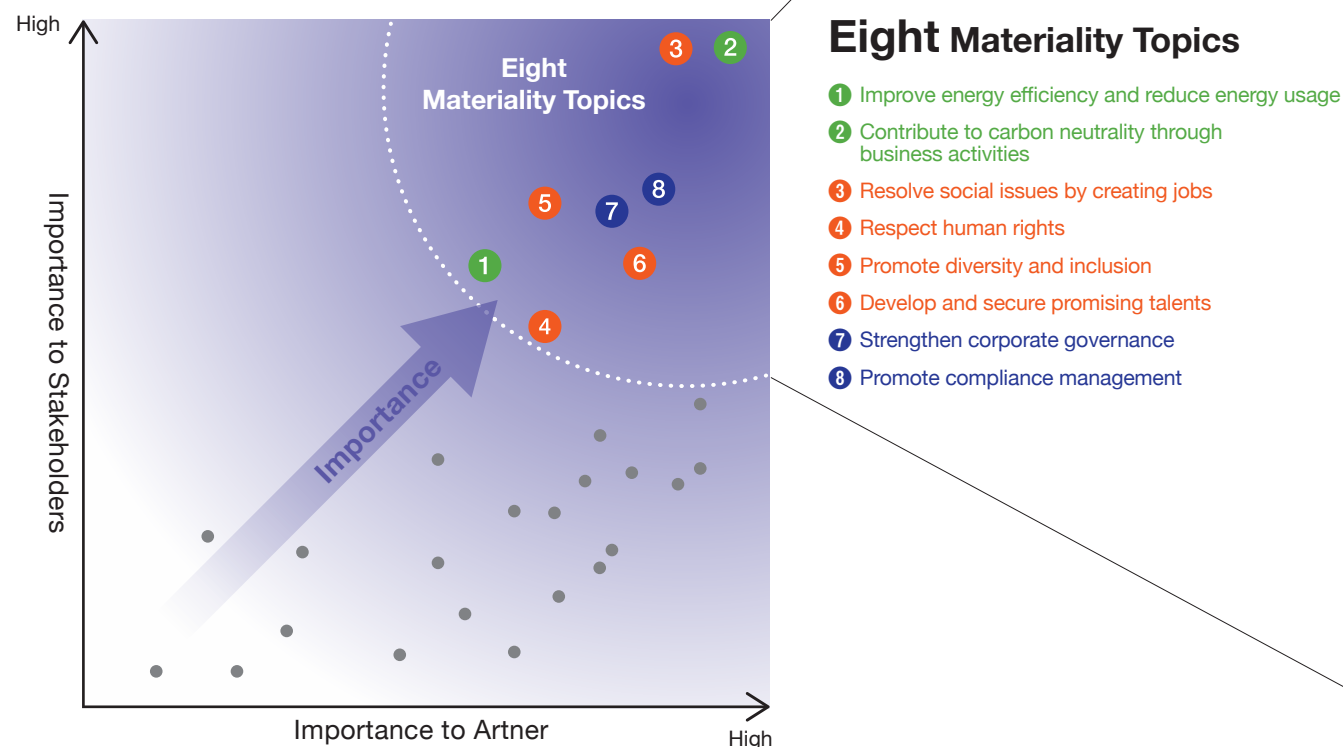 High
Importance to Stakeholders
Eight
Materiality Topics
3
2
5
7
8
1
6
4
Importance
Importance to Artner
High
Eight Materiality Topics
1 Improve energy efficiency and reduce energy usage
2 Contribute to carbon neutrality through
business activities
3 Resolve social issues by creating jobs
4 Respect human rights
5 Promote diversity and inclusion
6 Develop and secure promising talents
7 Strengthen corporate governance
8 Promote compliance management